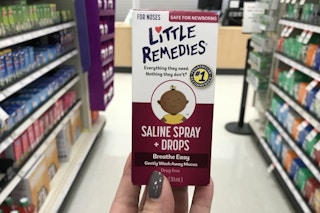 FOR NOSES
SAFE FOR NEWBORNS
LITTLE
REMEDIES®
Everything they need.
Nothing they don't.®
#1
SALINE SPRAY
+ DROPS
Breathe Easy
Gently Wash Away Mucus
Drug free